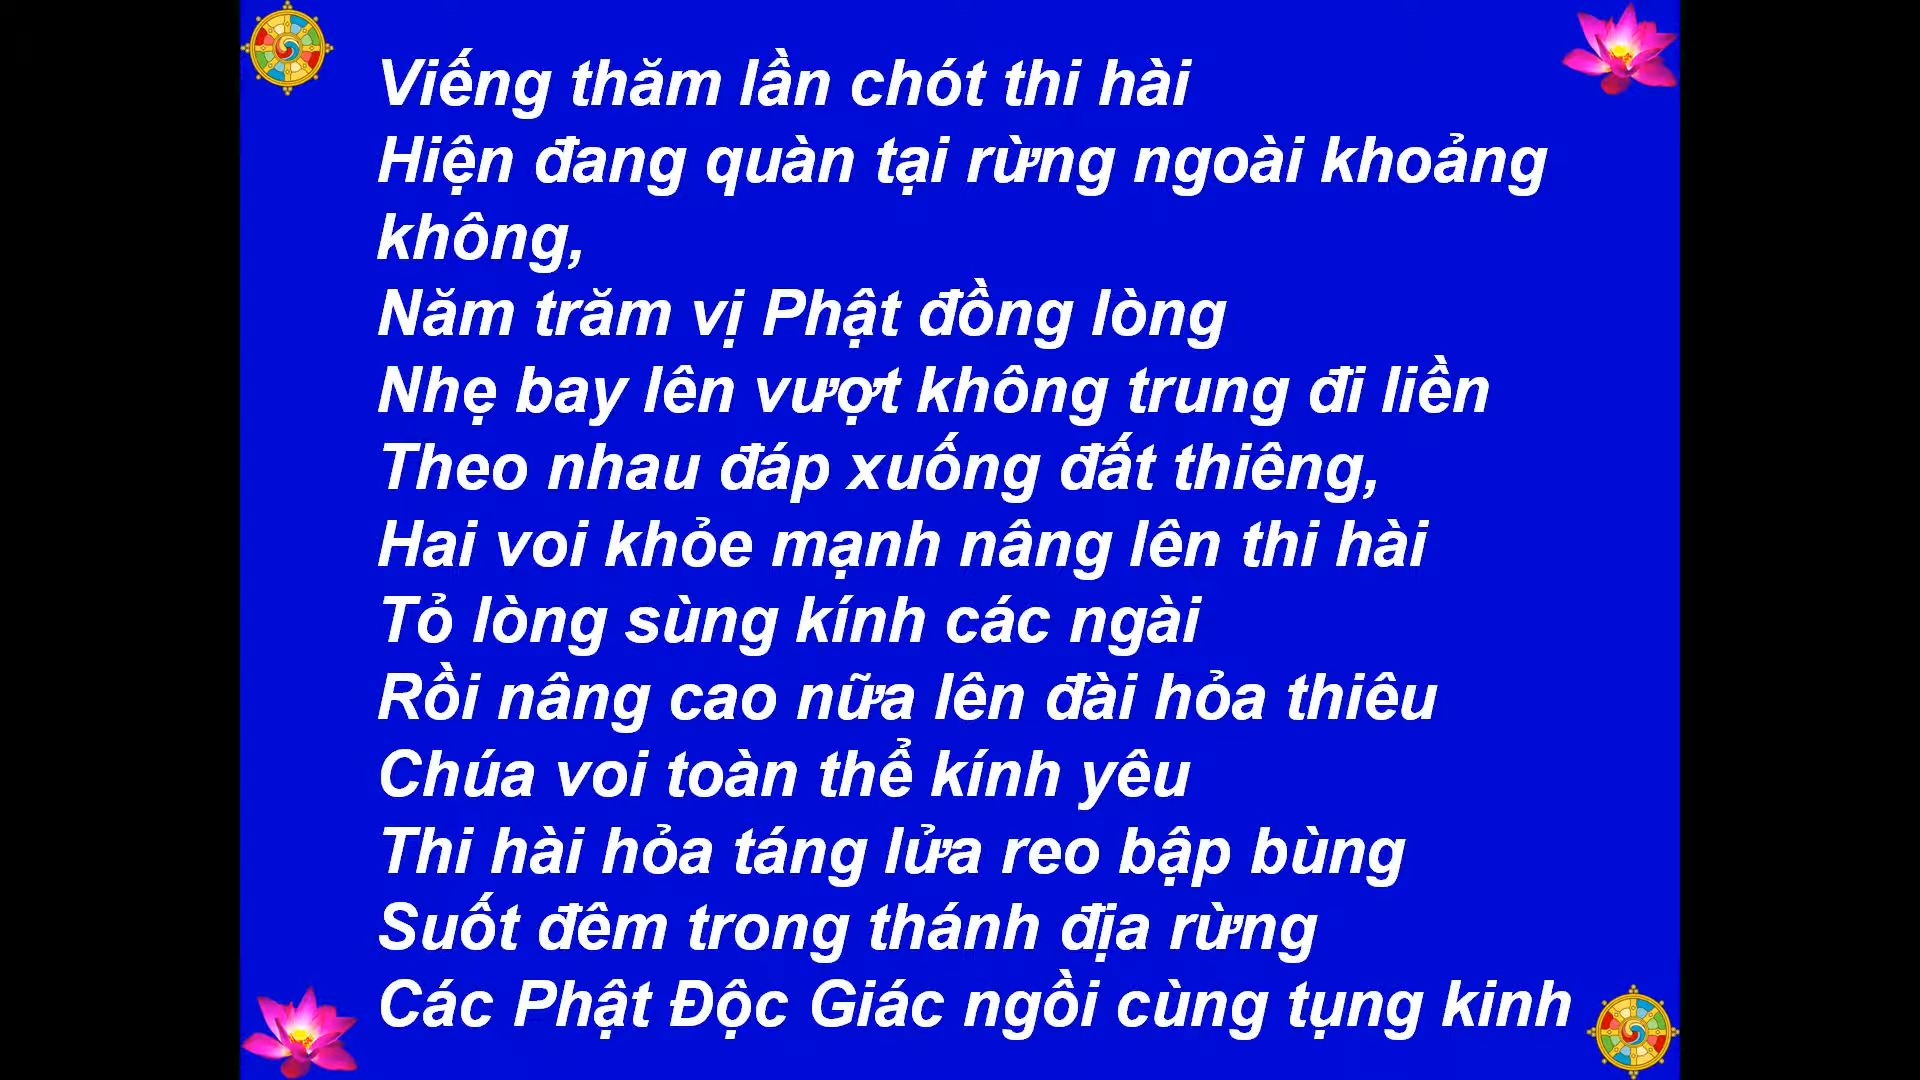 Viếng thăm lần chót thi hài
Hiện đang quàn tại rừng ngoài khoảng
không,
Năm trăm vị Phật đồng lòng
Nhẹ bay lên vượt không trung đi liền
Theo nhau đáp xuống đất thiêng,
Hai voi khỏe mạnh nâng lên thi hài
Tỏ lòng sùng kính các ngài
Rồi nâng cao nữa lên đài hỏa thiêu
Chúa voi toàn thể kính yêu
Thi hài hỏa táng lửa reo bập bùng
Suốt đêm trong thánh địa rừng
Các Phật Độc Giác ngồi cùng tụng kinh